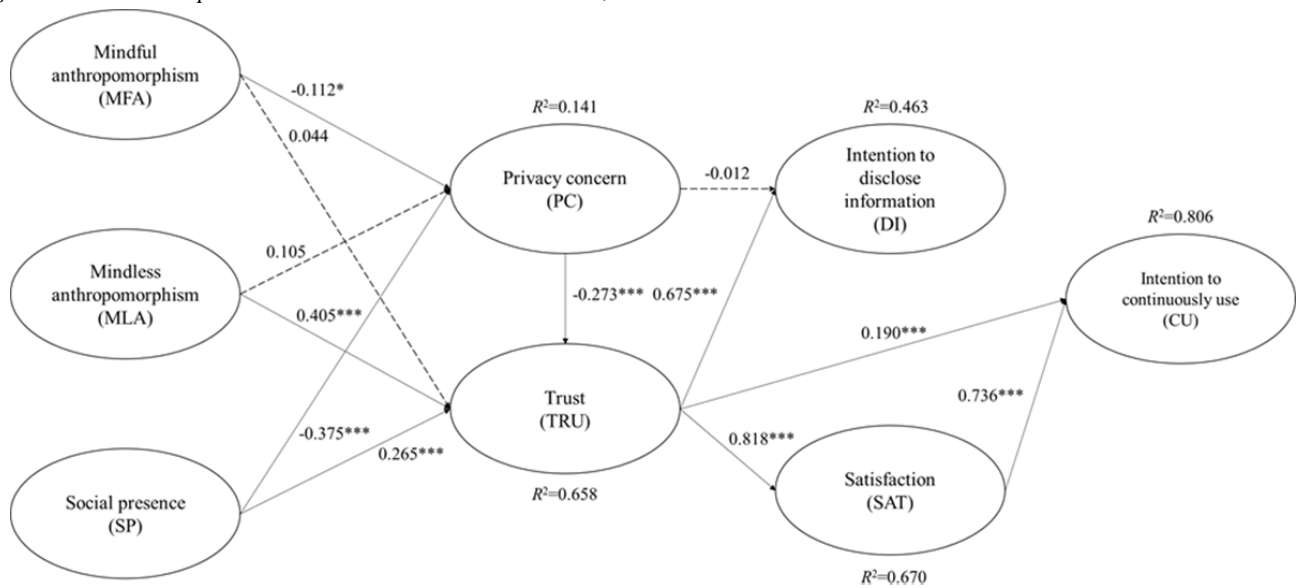 Mindful
anthropomorphism
(MFA)
-0.112*
0.044
R²=0.141
Privacy concern
(PC)
-0.012
R²=0.463
Intention to
disclose
information
(DI)
R²=0.806
Intention to
continuously use
(CU)
Mindless
anthropomorphism
(MLA)
0.105
0.405***
-0.273*** 0.675***
0.190***
Trust
(TRU)
R²=0.658
0.736***
0.818***
Social presence
(SP)
-0.375***
0.265***
Satisfaction
(SAT)
R²=0.670